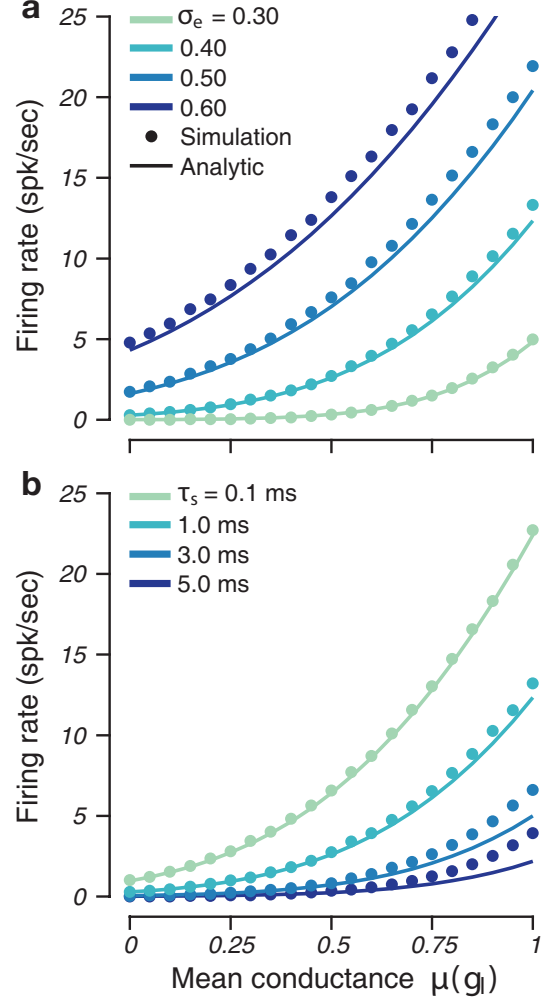 a
25
20
15
10
5
0
Firing rate (spk/sec)
σe = 0.30
0.40
0.50
0.60
Simulation
Analytic
b
25
20
15
10
5
0
Firing rate (spk/sec)
τs = 0.1 ms
1.0 ms
3.0 ms
5.0 ms
0 0.25 0.5 0.75 1
Mean conductance μ(gl)